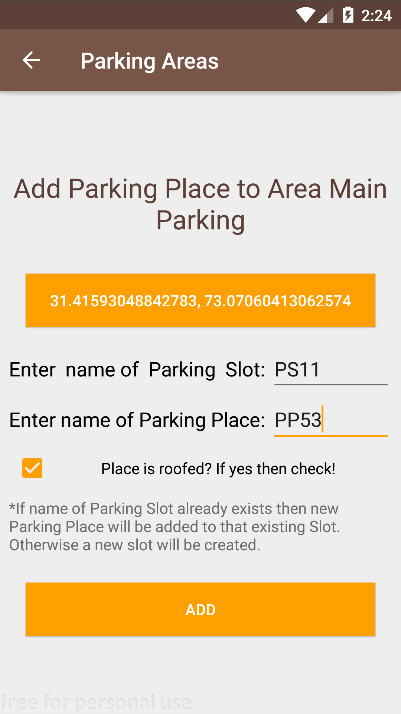 2:24
Parking Areas
Add Parking Place to Area Main
Parking
31.41593048842783, 73.07060413062574
Enter name of Parking Slot: PS11
Enter name of Parking Place: PP53
Place is roofed? If yes then check!
*If name of Parking Slot already exists then new
Parking Place will be added to that existing Slot.
Otherwise a new slot will be created.
ADD
free for personal use